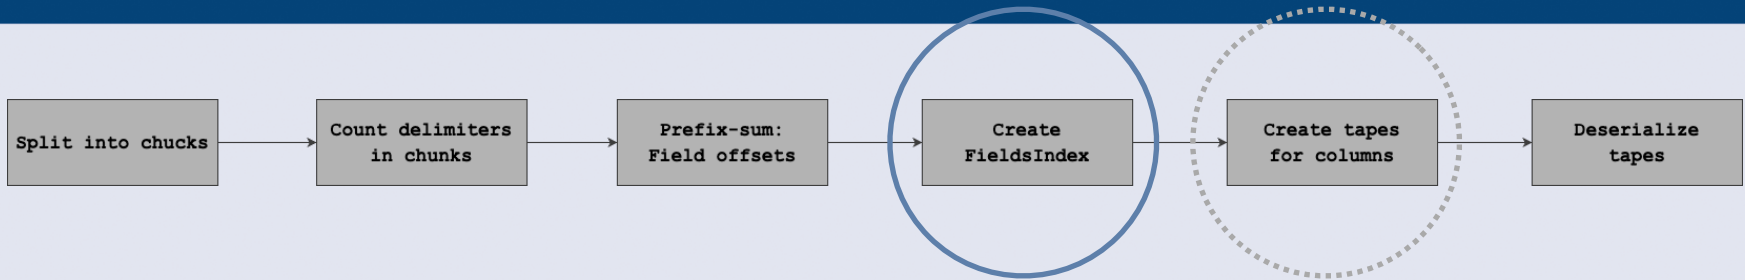 Split into chucks
Count delimiters
in chunks
Prefix-sum:
Field offsets
Create
FieldsIndex
Create tapes
for columns
Deserialize
tapes